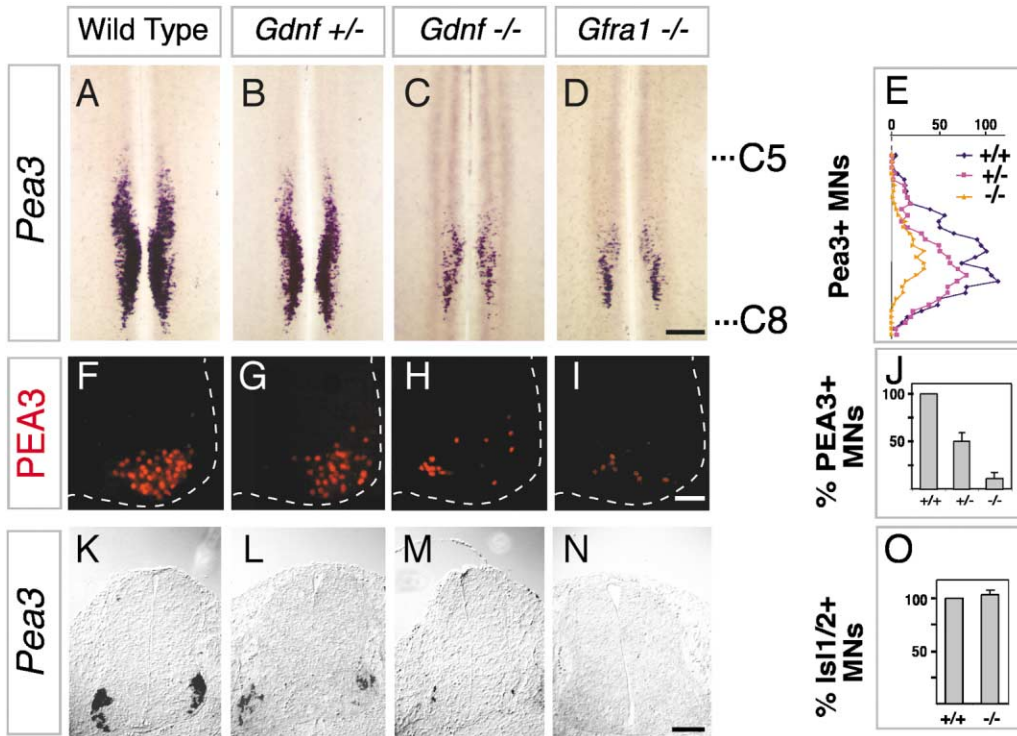 Wild Type
Gdnf +/-
Gdnf -/-
Gfra1 -/-
Pea3
A
B
C
D
...C5
...C8
E
0 50 100
Pea3+ MNs
+/+
+/-
-/-
PEA3
F
G
H
I
J
100
50
% PEA3+
MNs
+/+ +/- -/-
Pea3
K
L
M
N
O
100
50
% Isl1/2+
MNs
+/+ -/-